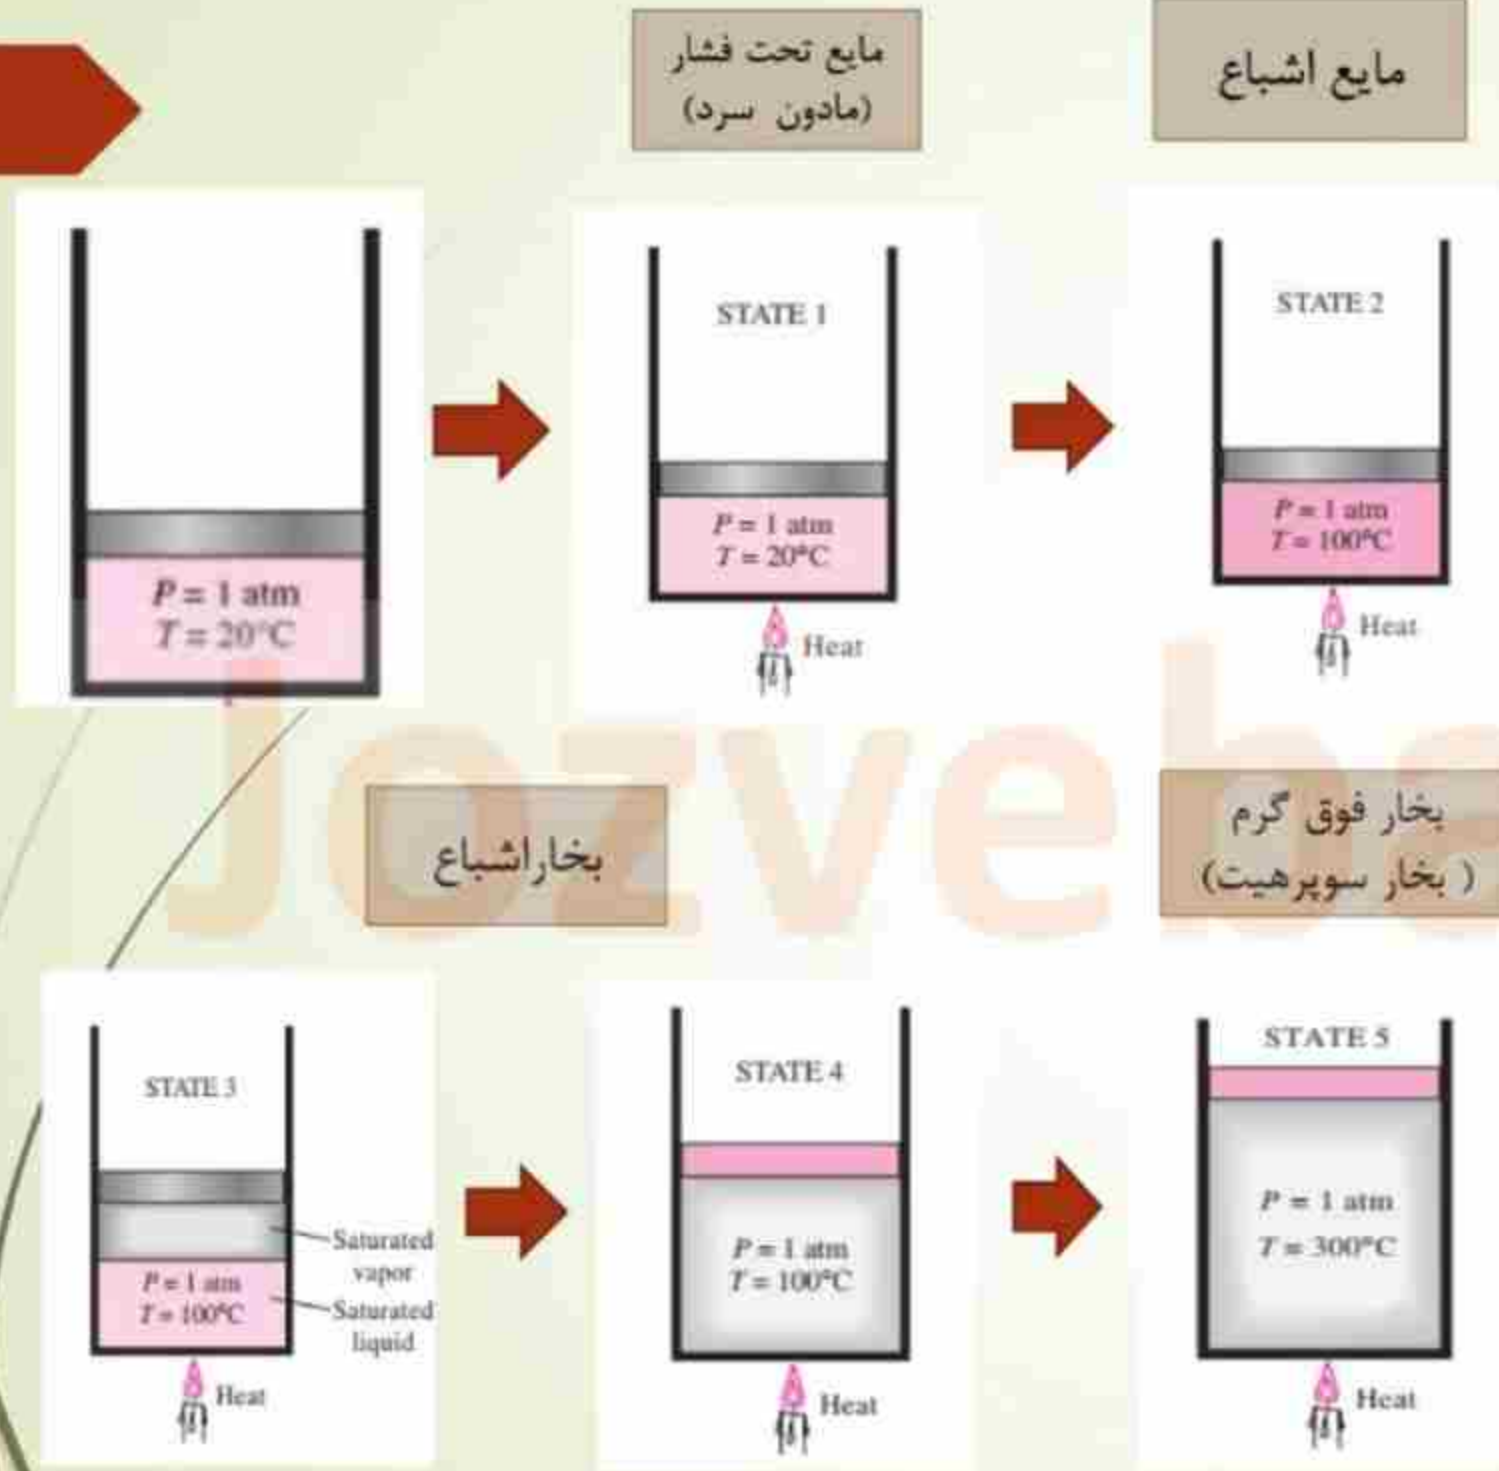 مایع تحت فشار
(مادون سرد)
مایع اشباع
P = 1 atm
T = 20°C
STATE 1
P = 1 atm
T = 20°C
Heat
STATE 2
P = 1 atm
T = 100°C
Heat
Jozve
بخاراشباع
بخار فوق گرم
( بخار سوپرهیت)
STATE 3
Saturated
vapor
P = 1 atm
T = 100°C
Saturated
liquid
Heat
STATE 4
P = 1 atm
T = 100°C
Heat
STATE 5
P = 1 atm
T = 300°C
Heat